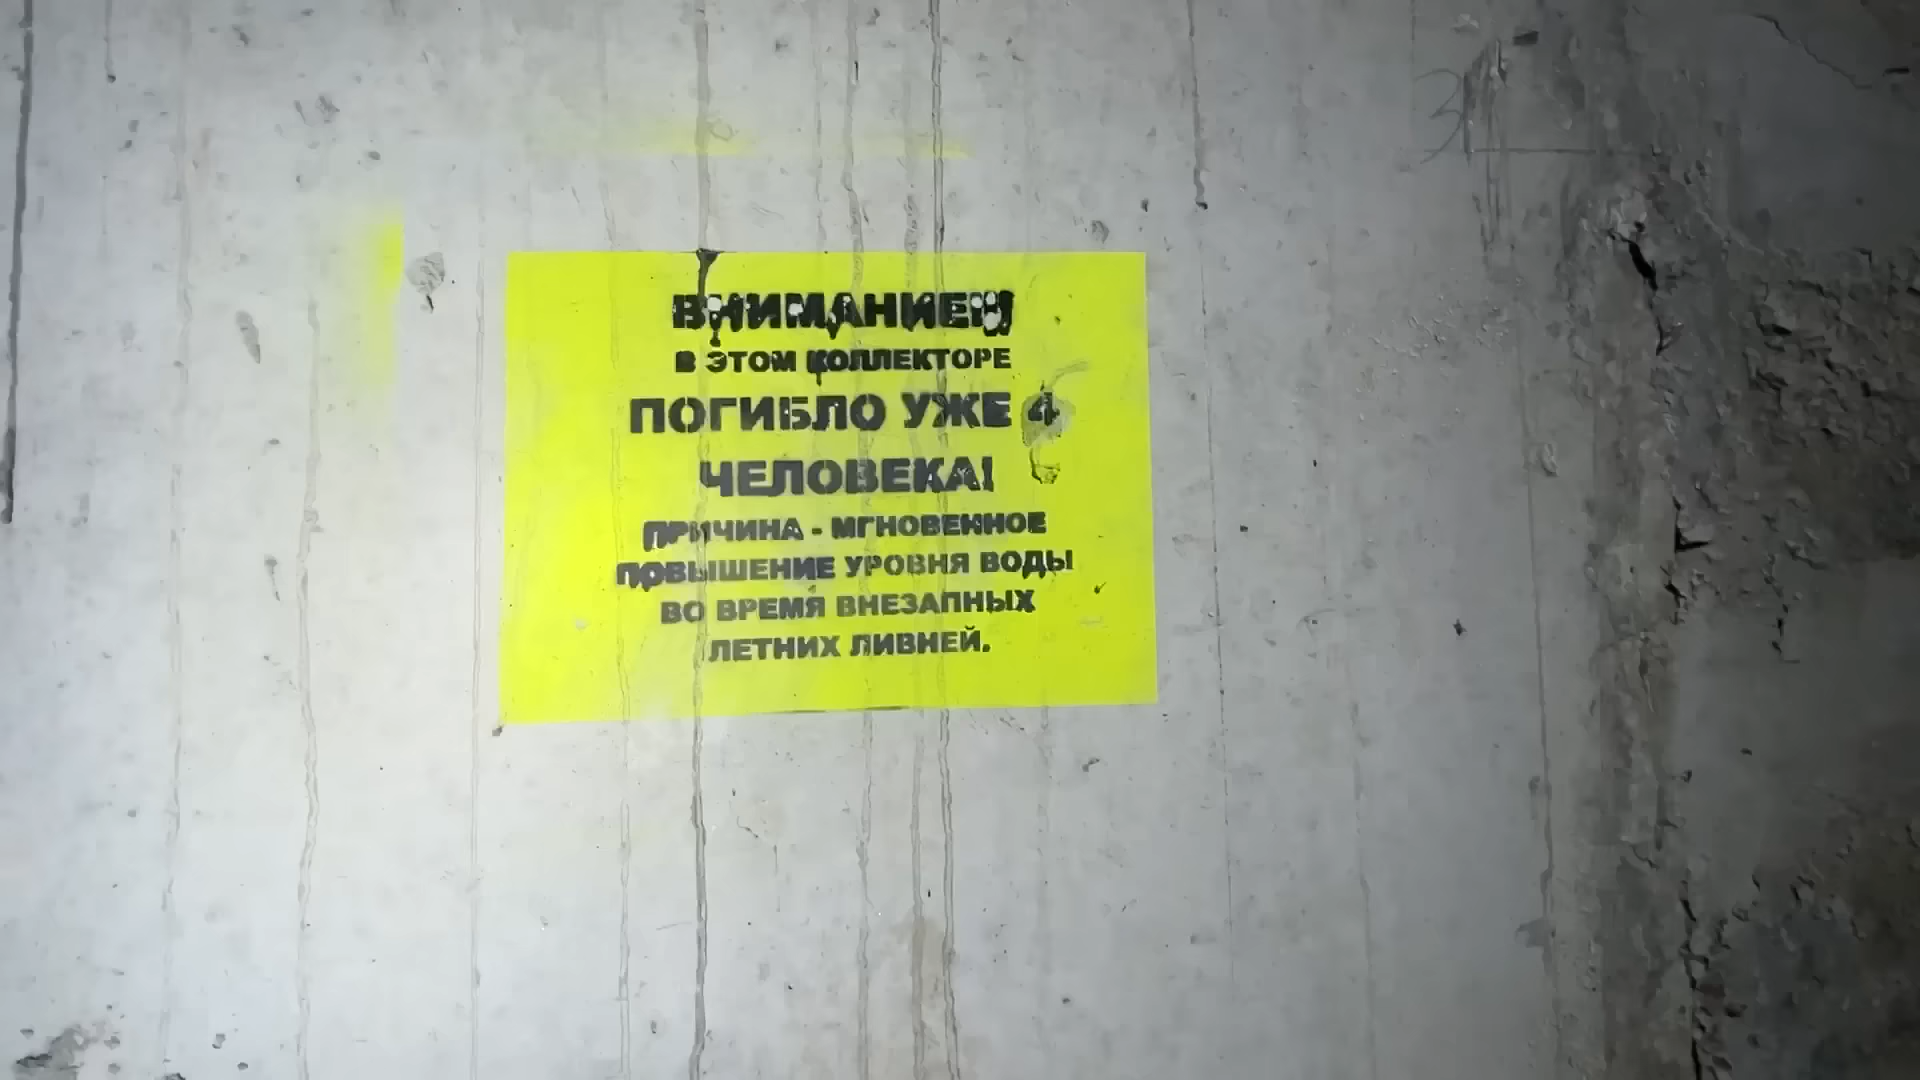 ВНИМАНИЕ!!!
В ЭТОМ КОЛЛЕКТОРЕ
ПОГИБЛО УЖЕ 4
ЧЕЛОВЕКА!
ПРИЧИНА - МГНОВЕННОЕ
ПОВЫШЕНИЕ УРОВНЯ ВОДЫ
ВО ВРЕМЯ ВНЕЗАПНЫХ
ЛЕТНИХ ЛИВНЕЙ.